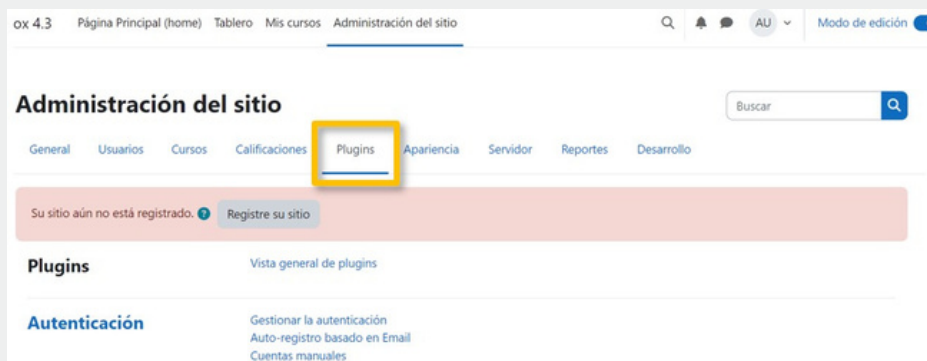 ox 4.3 Página Principal (home) Tablero Mis cursos Administración del sitio AU Modo de edición
Administración del sitio
Buscar
General Usuarios Cursos Calificaciones Plugins Apariencia Servidor Reportes Desarrollo
Su sitio aún no está registrado. ? Registre su sitio
Plugins Vista general de plugins
Autenticación Gestionar la autenticación
Auto-registro basado en Email
Cuentas manuales